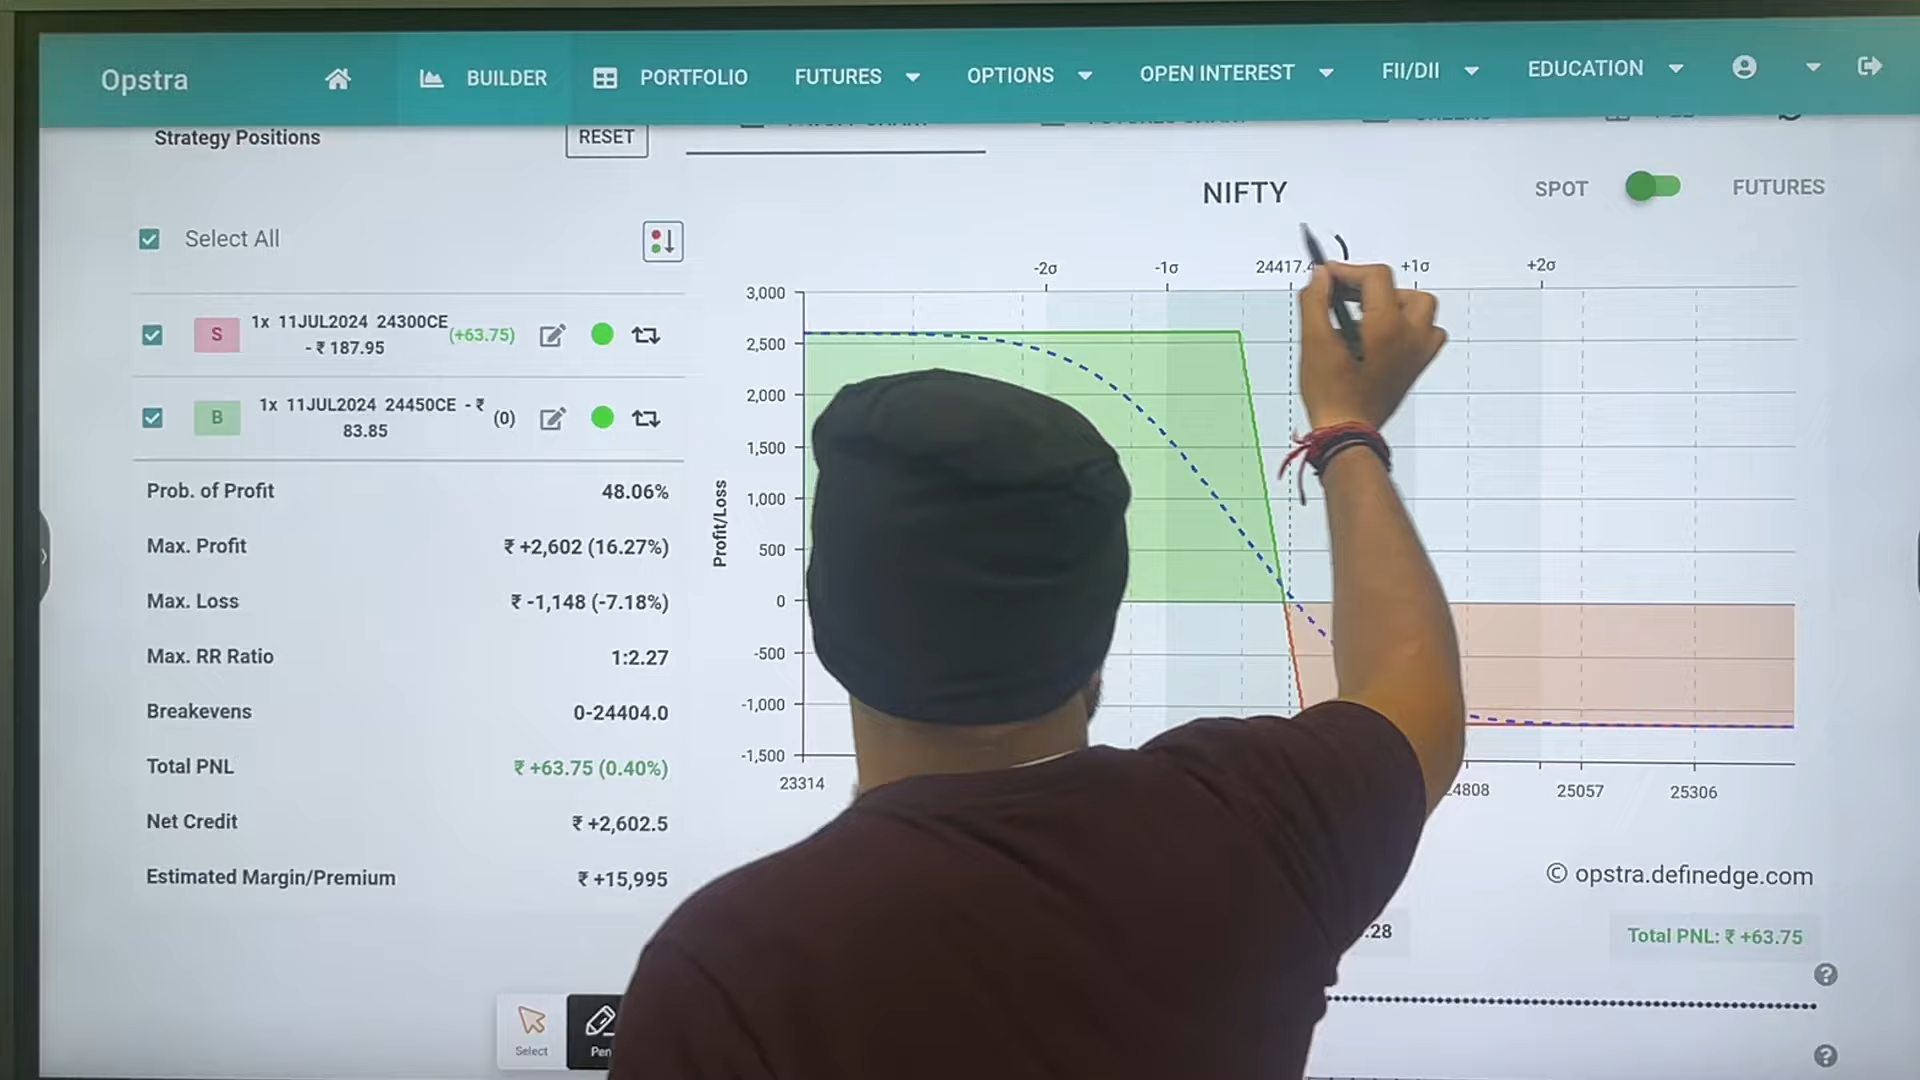 Opstra BUILDER PORTFOLIO FUTURES OPTIONS OPEN INTEREST FII/DII EDUCATION
Strategy Positions RESET
NIFTY SPOT FUTURES
Select All
-2σ -1σ 24417.4 +1σ +2σ
S 1x 11JUL2024 24300CE (+63.75)
- ₹ 187.95
B 1x 11JUL2024 24450CE - ₹ (0)
83.85
Prob. of Profit 48.06%
Max. Profit ₹ +2,602 (16.27%)
Max. Loss ₹ -1,148 (-7.18%)
Max. RR Ratio 1:2.27
Breakevens 0-24404.0
Total PNL ₹ +63.75 (0.40%)
Net Credit ₹ +2,602.5
Estimated Margin/Premium ₹ +15,995
Profit/Loss
3,000
2,500
2,000
1,500
1,000
500
0
-500
-1,000
-1,500
23314 24808 25057 25306
© opstra.definedge.com
.28 Total PNL: ₹ +63.75
Select Pen